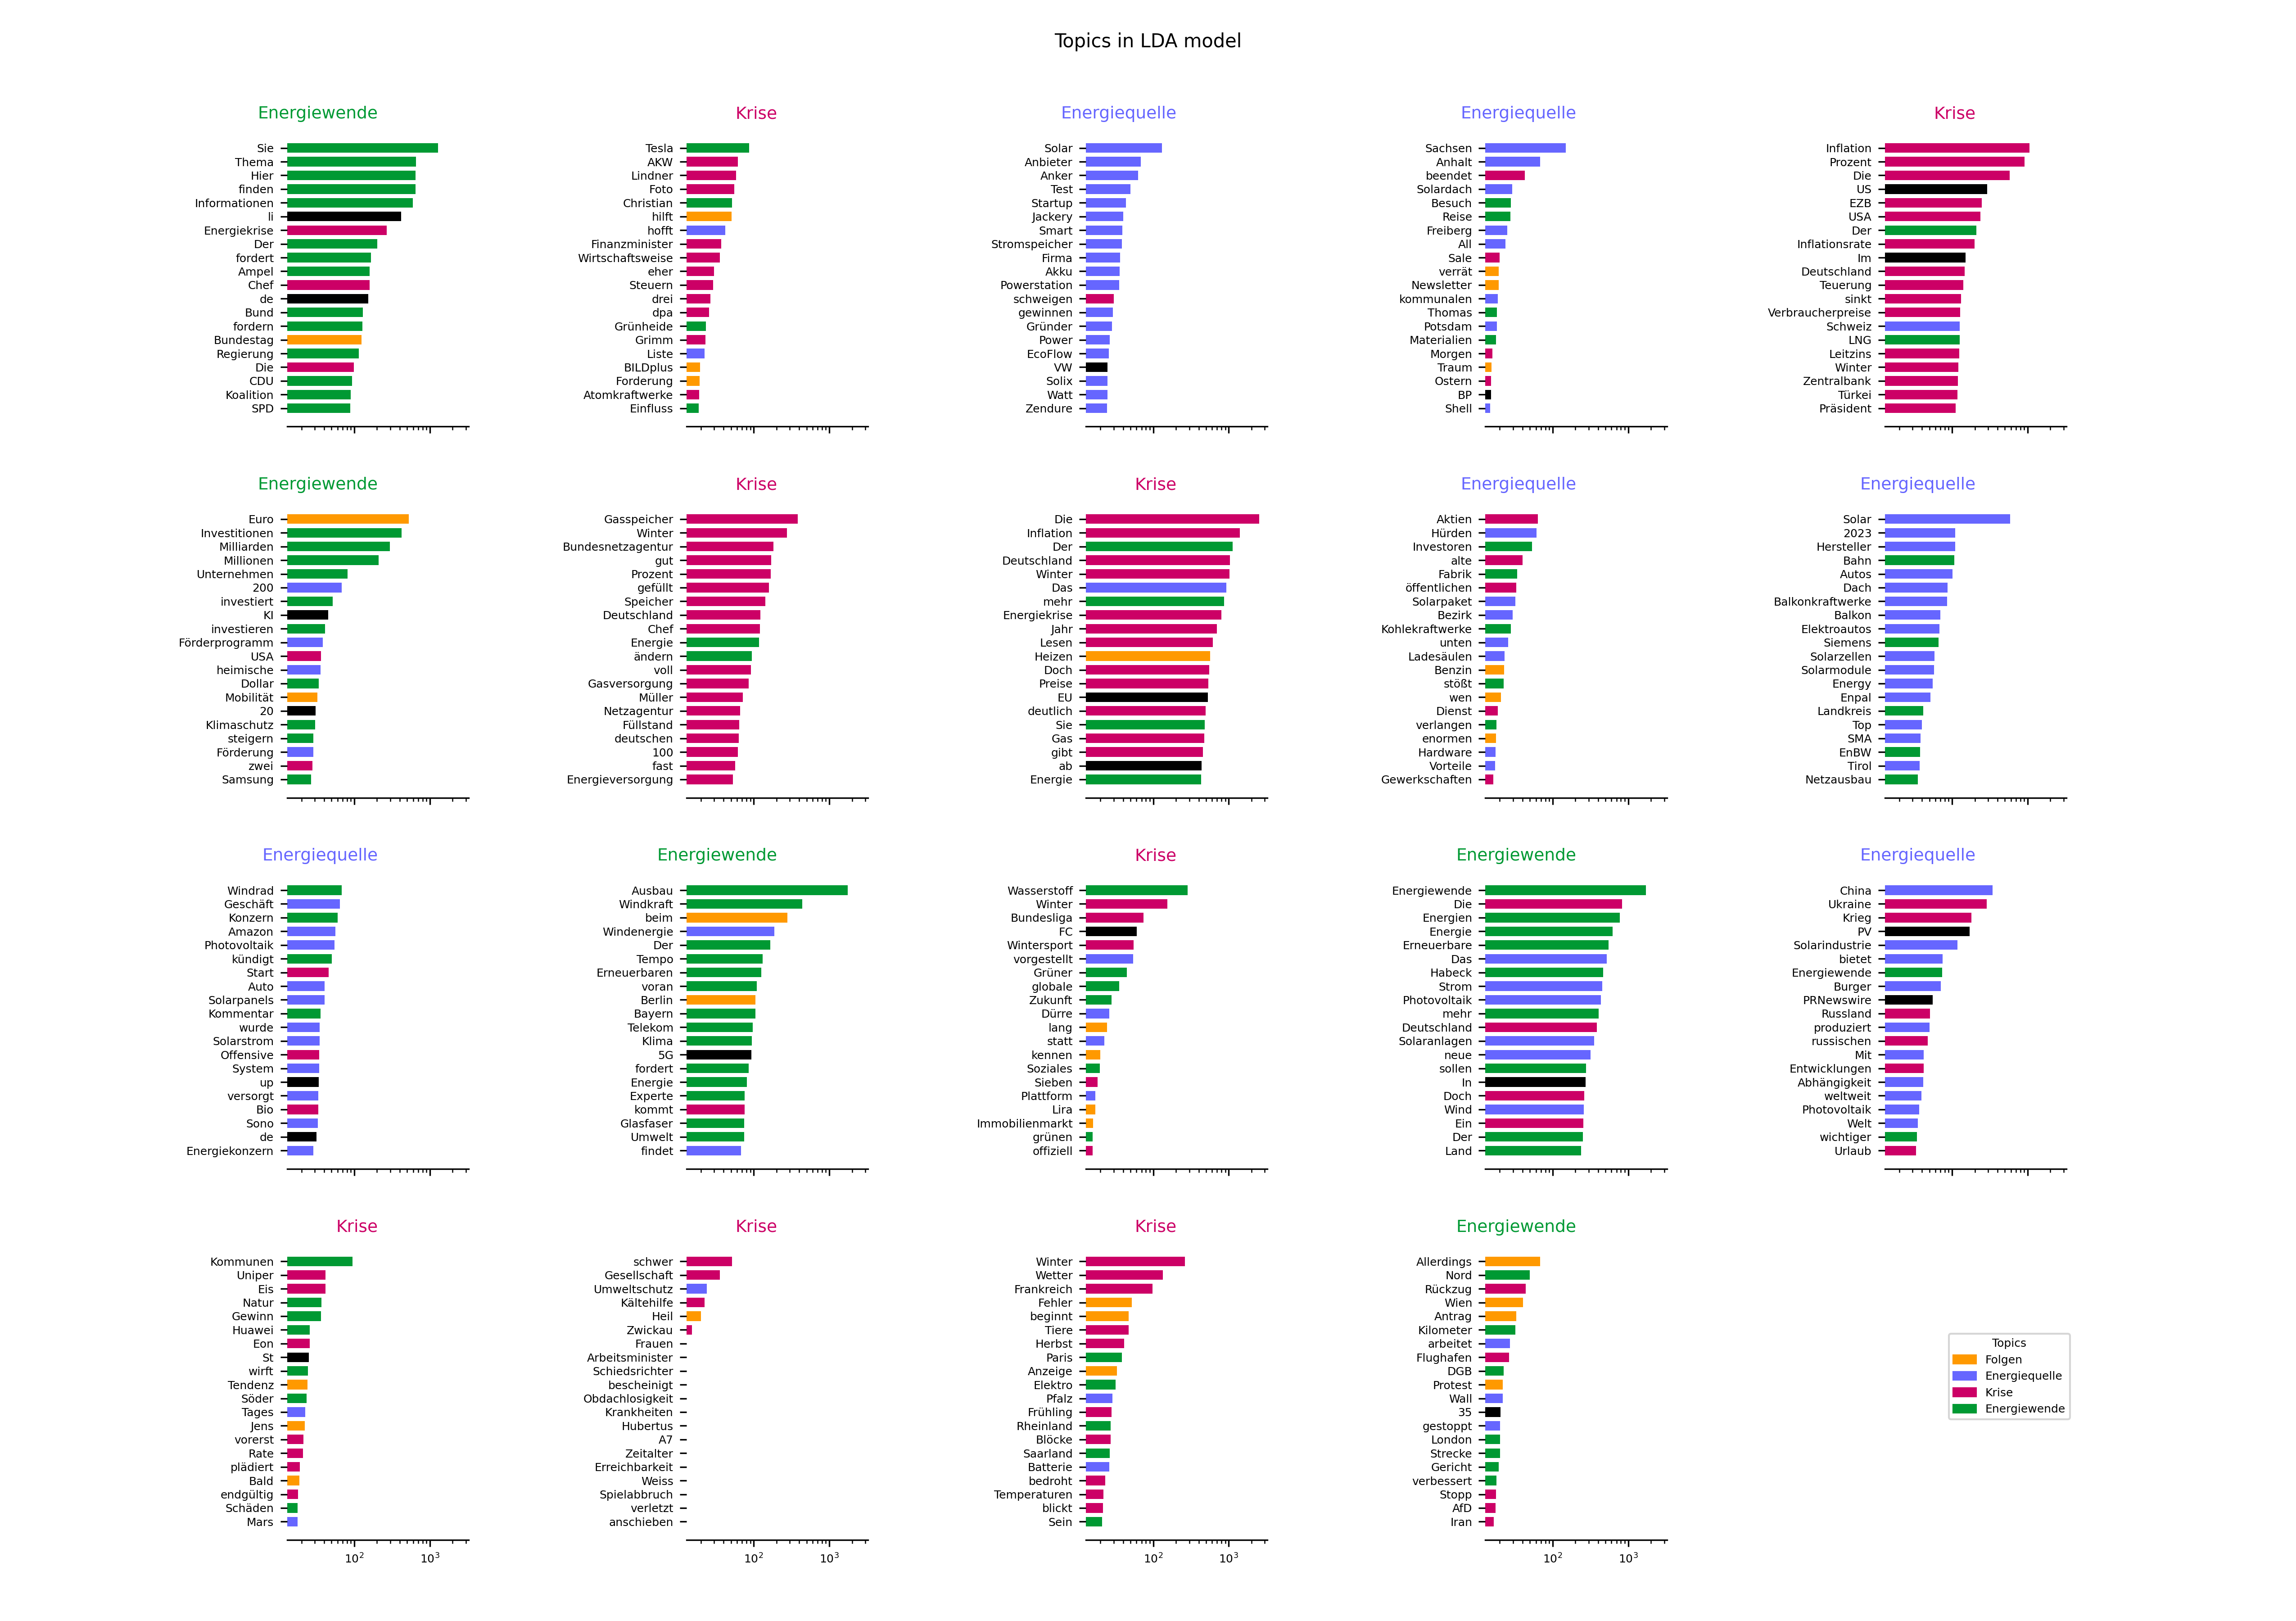 Topics in LDA model
Energiewende
Sie
Thema
Hier
finden
Informationen
li
Energiekrise
Der
fordert
Ampel
Chef
de
Bund
fordern
Bundestag
Regierung
Die
CDU
Koalition
SPD
Krise
Tesla
AKW
Lindner
Foto
Christian
hilft
hofft
Finanzminister
Wirtschaftsweise
eher
Steuern
drei
dpa
Grünheide
Grimm
Liste
BILDplus
Forderung
Atomkraftwerke
Einfluss
Energiequelle
Solar
Anbieter
Anker
Test
Startup
Jackery
Smart
Stromspeicher
Firma
Akku
Powerstation
schweigen
gewinnen
Gründer
Power
EcoFlow
VW
Solix
Watt
Zendure
Energiequelle
Sachsen
Anhalt
beendet
Solardach
Besuch
Reise
Freiberg
All
Sale
verrät
Newsletter
kommunalen
Thomas
Potsdam
Materialien
Morgen
Traum
Ostern
BP
Shell
Krise
Inflation
Prozent
Die
US
EZB
USA
Der
Inflationsrate
Im
Deutschland
Teuerung
sinkt
Verbraucherpreise
Schweiz
LNG
Leitzins
Winter
Zentralbank
Türkei
Präsident
Energiewende
Euro
Investitionen
Milliarden
Millionen
Unternehmen
200
investiert
KI
investieren
Förderprogramm
USA
heimische
Dollar
Mobilität
20
Klimaschutz
steigern
Förderung
zwei
Samsung
Krise
Gasspeicher
Winter
Bundesnetzagentur
gut
Prozent
gefüllt
Speicher
Deutschland
Chef
Energie
ändern
voll
Gasversorgung
Müller
Netzagentur
Füllstand
deutschen
100
fast
Energieversorgung
Krise
Die
Inflation
Der
Deutschland
Winter
Das
mehr
Energiekrise
Jahr
Lesen
Heizen
Doch
Preise
EU
deutlich
Sie
Gas
gibt
ab
Energie
Energiequelle
Aktien
Hürden
Investoren
alte
Fabrik
öffentlichen
Solarpaket
Bezirk
Kohlekraftwerke
unten
Ladesäulen
Benzin
stößt
wen
Dienst
verlangen
enormen
Hardware
Vorteile
Gewerkschaften
Energiequelle
Solar
2023
Hersteller
Bahn
Autos
Dach
Balkonkraftwerke
Balkon
Elektroautos
Siemens
Solarzellen
Solarmodule
Energy
Enpal
Landkreis
Top
SMA
EnBW
Tirol
Netzausbau
Energiequelle
Windrad
Geschäft
Konzern
Amazon
Photovoltaik
kündigt
Start
Auto
Solarpanels
Kommentar
wurde
Solarstrom
Offensive
System
up
versorgt
Bio
Sono
de
Energiekonzern
Energiewende
Ausbau
Windkraft
beim
Windenergie
Der
Tempo
Erneuerbaren
voran
Berlin
Bayern
Telekom
Klima
5G
fordert
Energie
Experte
kommt
Glasfaser
Umwelt
findet
Krise
Wasserstoff
Winter
Bundesliga
FC
Wintersport
vorgestellt
Grüner
globale
Zukunft
Dürre
lang
statt
kennen
Soziales
Sieben
Plattform
Lira
Immobilienmarkt
grünen
offiziell
Energiewende
Energiewende
Die
Energien
Energie
Erneuerbare
Das
Habeck
Strom
Photovoltaik
mehr
Deutschland
Solaranlagen
neue
sollen
In
Doch
Wind
Ein
Der
Land
Energiequelle
China
Ukraine
Krieg
PV
Solarindustrie
bietet
Energiewende
Burger
PRNewswire
Russland
produziert
russischen
Mit
Entwicklungen
Abhängigkeit
weltweit
Photovoltaik
Welt
wichtiger
Urlaub
Krise
Kommunen
Uniper
Eis
Natur
Gewinn
Huawei
Eon
St
wirft
Tendenz
Söder
Tages
Jens
vorerst
Rate
plädiert
Bald
endgültig
Schäden
Mars
10² 10³
Krise
schwer
Gesellschaft
Umweltschutz
Kältehilfe
Heil
Zwickau
Frauen
Arbeitsminister
Schiedsrichter
bescheinigt
Obdachlosigkeit
Krankheiten
Hubertus
A7
Zeitalter
Erreichbarkeit
Weiss
Spielabbruch
verletzt
anschieben
10² 10³
Krise
Winter
Wetter
Frankreich
Fehler
beginnt
Tiere
Herbst
Paris
Anzeige
Elektro
Pfalz
Frühling
Rheinland
Blöcke
Saarland
Batterie
bedroht
Temperaturen
blickt
Sein
10² 10³
Energiewende
Allerdings
Nord
Rückzug
Wien
Antrag
Kilometer
arbeitet
Flughafen
DGB
Protest
Wall
35
gestoppt
London
Strecke
Gericht
verbessert
Stopp
AfD
Iran
10² 10³
Topics
Folgen
Energiequelle
Krise
Energiewende